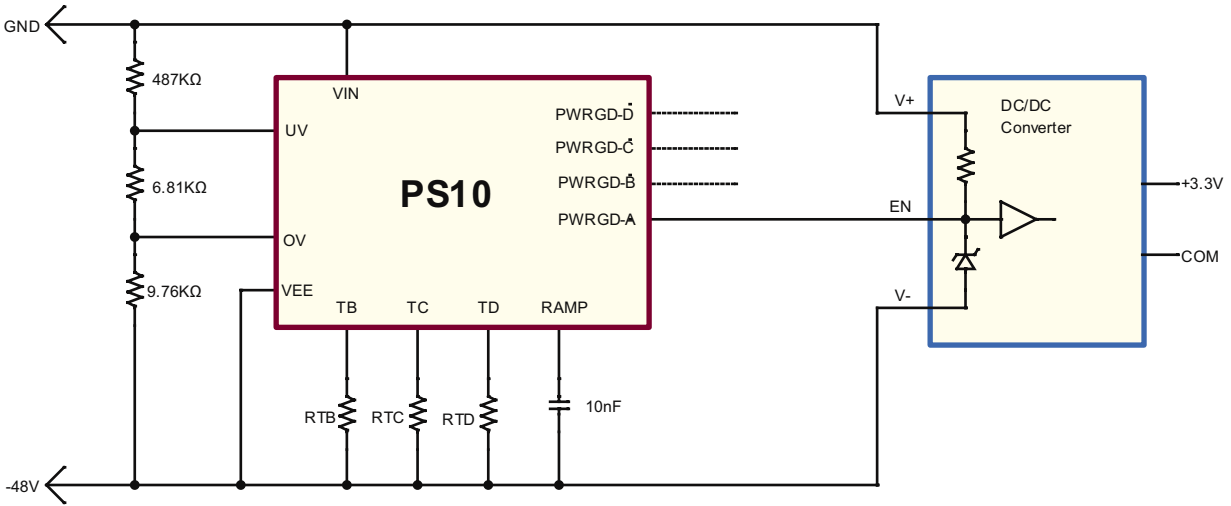 GND
487KΩ
VIN
UV
6.81KΩ
OV
9.76KΩ
VEE
PS10
PWRGD-D
PWRGD-C
PWRGD-B
PWRGD-A
TB
TC
TD
RAMP
RTB
RTC
RTD
10nF
-48V
V+
EN
V-
DC/DC
Converter
+3.3V
COM